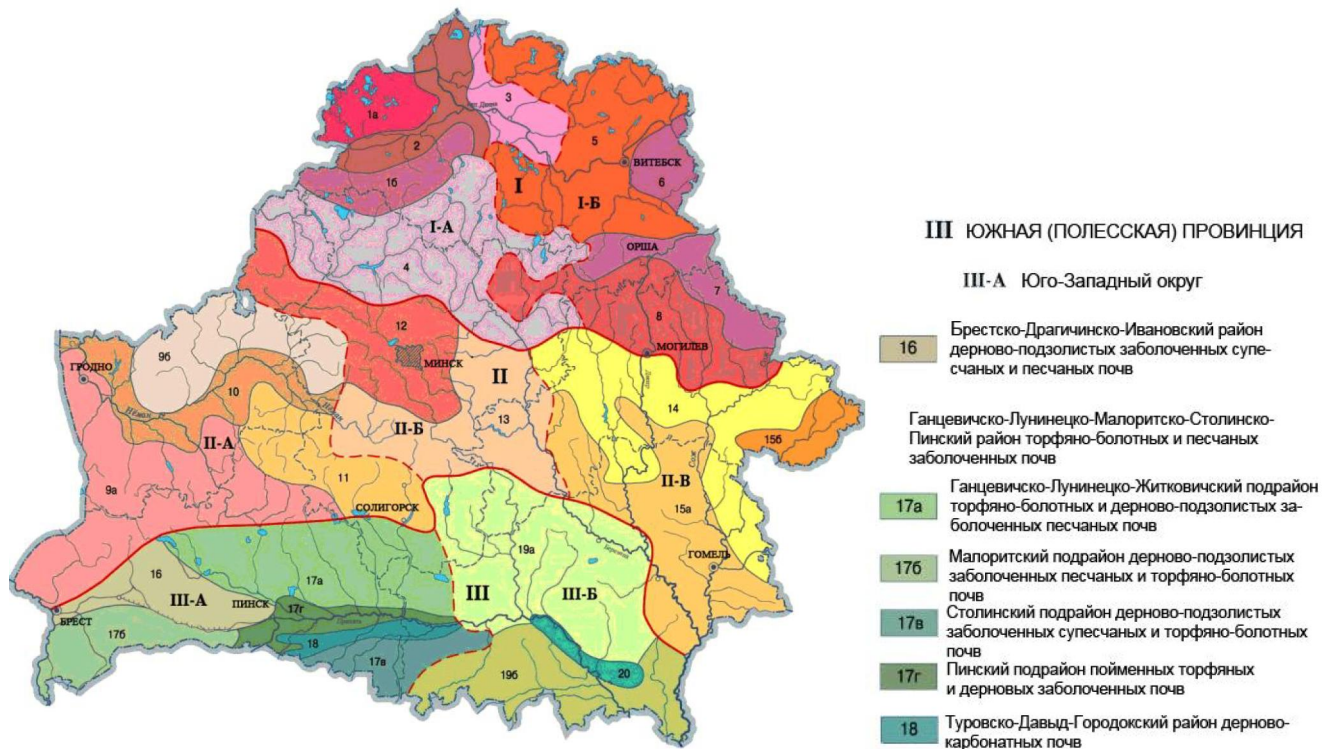 1а
2
3
5
ВИТЕБСК
6
1б
I
I-Б
I-А
ОРША
4
7
12
8
МОГИЛЕВ
9б
МИНСК
ГРОДНО
II
10
14
Нёман
13
II-А
II-Б
15б
11
II-В
9а
СОЛИГОРСК
15а
19а
ГОМЕЛЬ
16
17а
III-А
ПИНСК
III
III-Б
17г
БРЕСТ
17б
18
17в
19б
20
III ЮЖНАЯ (ПОЛЕССКАЯ) ПРОВИНЦИЯ
III-А Юго-Западный округ
16 Брестско-Драгичинско-Ивановский район
дерново-подзолистых заболоченных супе-
счаных и песчаных почв
Ганцевичско-Лунинецко-Малоритско-Столинско-
Пинский район торфяно-болотных и песчаных
заболоченных почв
17а Ганцевичско-Лунинецко-Житковичский подрайон
торфяно-болотных и дерново-подзолистых за-
болоченных песчаных почв
17б Малоритский подрайон дерново-подзолистых
заболоченных песчаных и торфяно-болотных
почв
17в Столинский подрайон дерново-подзолистых
заболоченных супесчаных и торфяно-болотных
почв
17г Пинский подрайон пойменных торфяных
и дерновых заболоченных почв
18 Туровско-Давыд-Городокский район дерново-
карбонатных почв